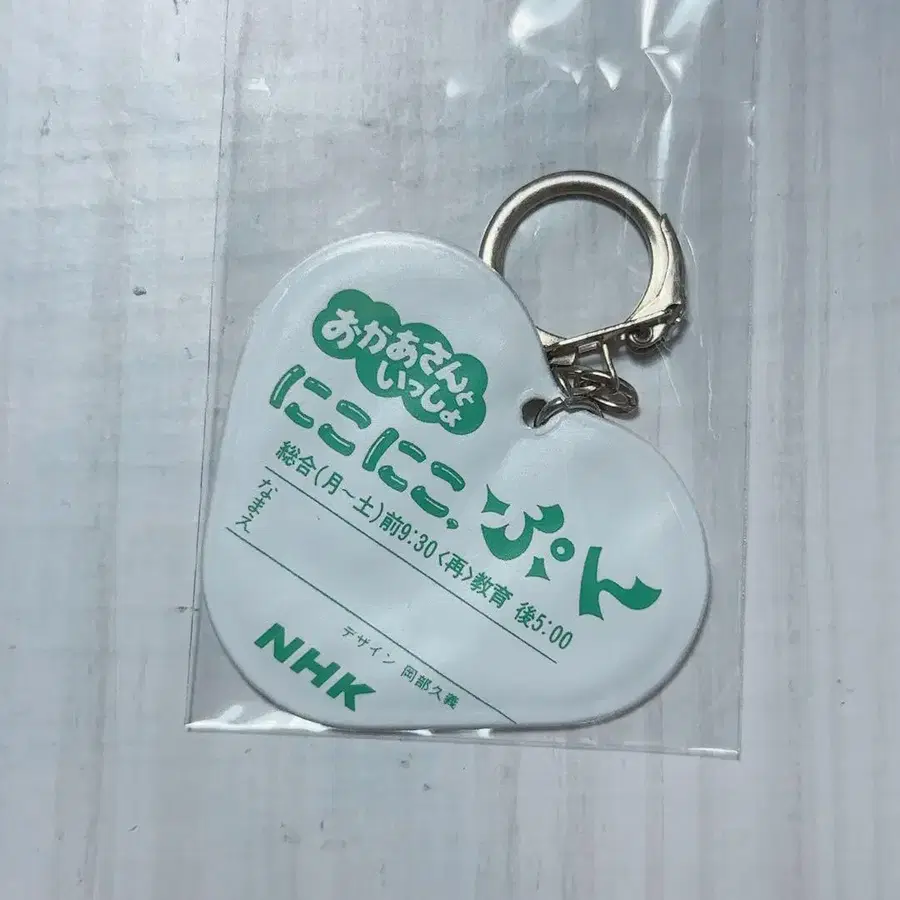 おかあさんと
いっしょ
にこにこ、ぷん
総合(月～土)前9:30〈再〉教育 後5:00
なまえ
デザイン 岡部久義
NHK